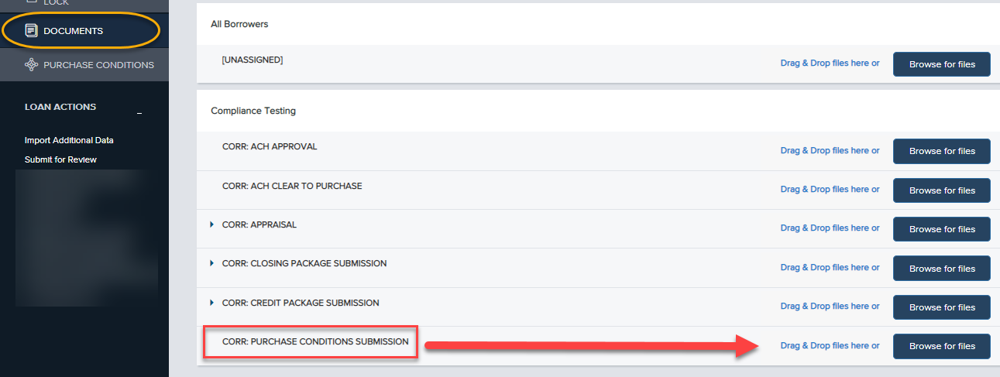 LOCK
DOCUMENTS
PURCHASE CONDITIONS
LOAN ACTIONS
Import Additional Data
Submit for Review
All Borrowers
[UNASSIGNED] Drag & Drop files here or Browse for files
Compliance Testing
CORR: ACH APPROVAL Drag & Drop files here or Browse for files
CORR: ACH CLEAR TO PURCHASE Drag & Drop files here or Browse for files
CORR: APPRAISAL Drag & Drop files here or Browse for files
CORR: CLOSING PACKAGE SUBMISSION Drag & Drop files here or Browse for files
CORR: CREDIT PACKAGE SUBMISSION Drag & Drop files here or Browse for files
CORR: PURCHASE CONDITIONS SUBMISSION Drag & Drop files here or Browse for files